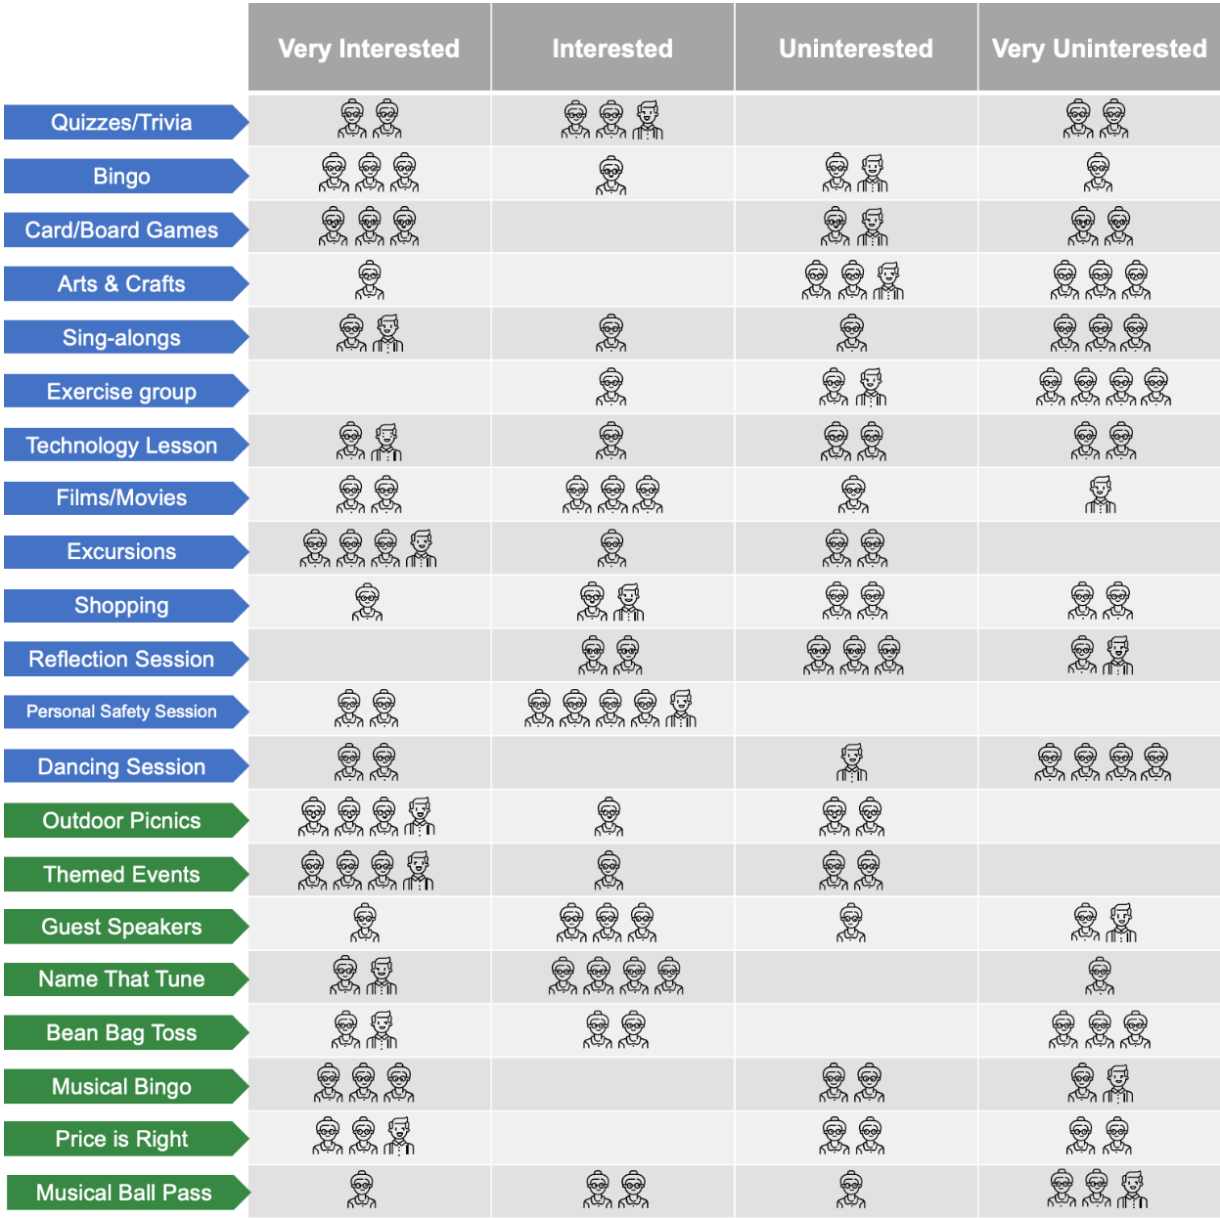 Very Interested
Interested
Uninterested
Very Uninterested
Quizzes/Trivia
Bingo
Card/Board Games
Arts & Crafts
Sing-alongs
Exercise group
Technology Lesson
Films/Movies
Excursions
Shopping
Reflection Session
Personal Safety Session
Dancing Session
Outdoor Picnics
Themed Events
Guest Speakers
Name That Tune
Bean Bag Toss
Musical Bingo
Price is Right
Musical Ball Pass